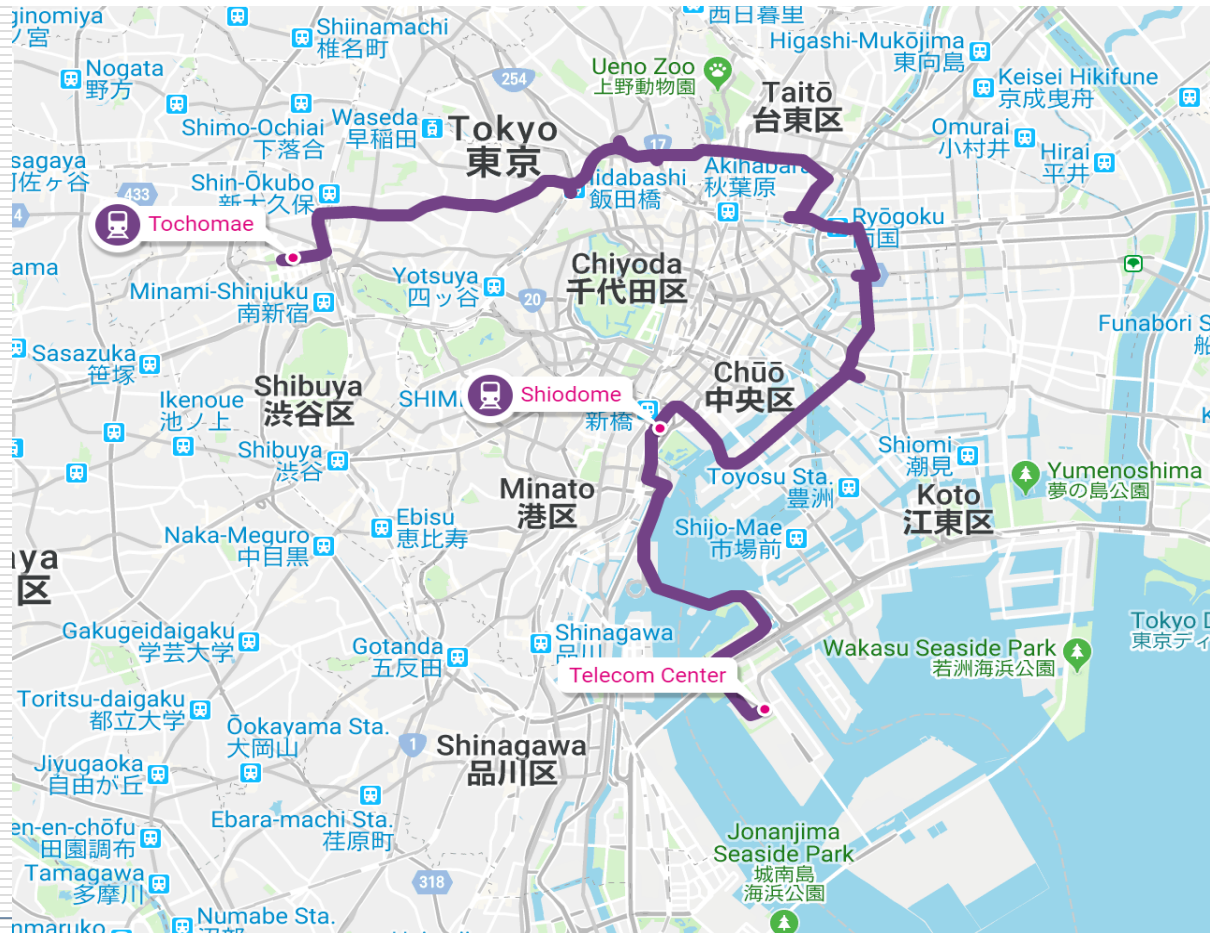 ginomiya
ノ宮
Shiinamachi
椎名町
西日暮里
Higashi-Mukōjima
東向島
Nogata
野方
254
Ueno Zoo
上野動物園
Taitō
台東区
Keisei Hikifune
京成曳舟
Shimo-Ochiai
下落合
Waseda
早稲田
Tokyo
東京
17
Omurai
小村井
Hirai
平井
sagaya
可佐ヶ谷
433
Shin-Ōkubo
新大久保
4
idabashi
飯田橋
Akihabara
秋葉原
Tochomae
Ryōgoku
ama
Yotsuya
四ッ谷
20
Chiyoda
千代田区
Minami-Shinjuku
南新宿
Funabori S
船
Sasazuka
笹塚
Shibuya
渋谷区
Ikenoue
池ノ上
SHIM
Shiodome
新橋
Chūō
中央区
Shibuya
渋谷
Shiomi
潮見
Minato
港区
Toyosu Sta.
豊洲
Koto
江東区
Yumenoshima
夢の島公園
Naka-Meguro
中目黒
Ebisu
恵比寿
Shijo-Mae
市場前
ya
区
Gakugeidaigaku
学芸大学
Gotanda
五反田
Shinagawa
品川
Telecom Center
Wakasu Seaside Park
若洲海浜公園
Tokyo D
東京ディ
Toritsu-daigaku
都立大学
Ōokayama Sta.
大岡山
1
Shinagawa
品川区
Jiyugaoka
自由が丘
Ebara-machi Sta.
荏原町
en-en-chōfu
田園調布
Tamagawa
多摩川
318
Jonanjima
Seaside Park
城南島
海浜公園
nmaruko
Numabe Sta.